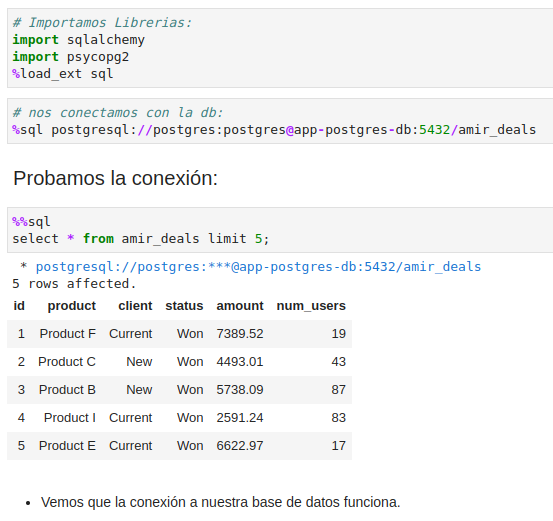 # Importamos Librerias:
import sqlalchemy
import psycopg2
%load_ext sql
# nos conectamos con la db:
%sql postgresql://postgres:postgres@app-postgres-db:5432/amir_deals
Probamos la conexión:
%%sql
select * from amir_deals limit 5;
* postgresql://postgres:***@app-postgres-db:5432/amir_deals
5 rows affected.
id product client status amount num_users
1 Product F Current Won 7389.52 19
2 Product C New Won 4493.01 43
3 Product B New Won 5738.09 87
4 Product I Current Won 2591.24 83
5 Product E Current Won 6622.97 17
• Vemos que la conexión a nuestra base de datos funciona.